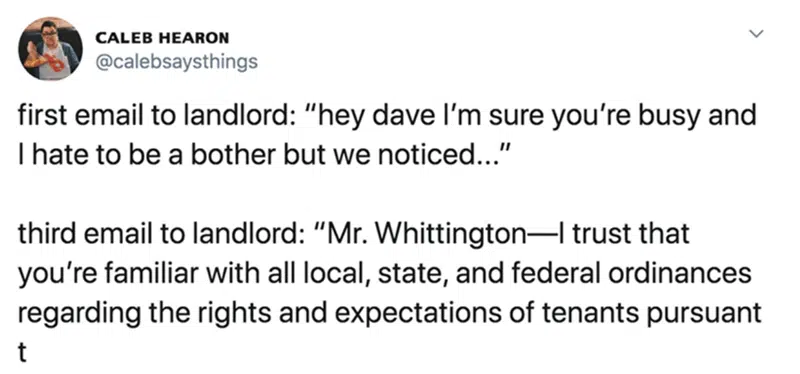 CALEB HEARON
@calebsaysthings
first email to landlord: “hey dave I’m sure you’re busy and
I hate to be a bother but we noticed...”
third email to landlord: “Mr. Whittington—I trust that
you’re familiar with all local, state, and federal ordinances
regarding the rights and expectations of tenants pursuant
t